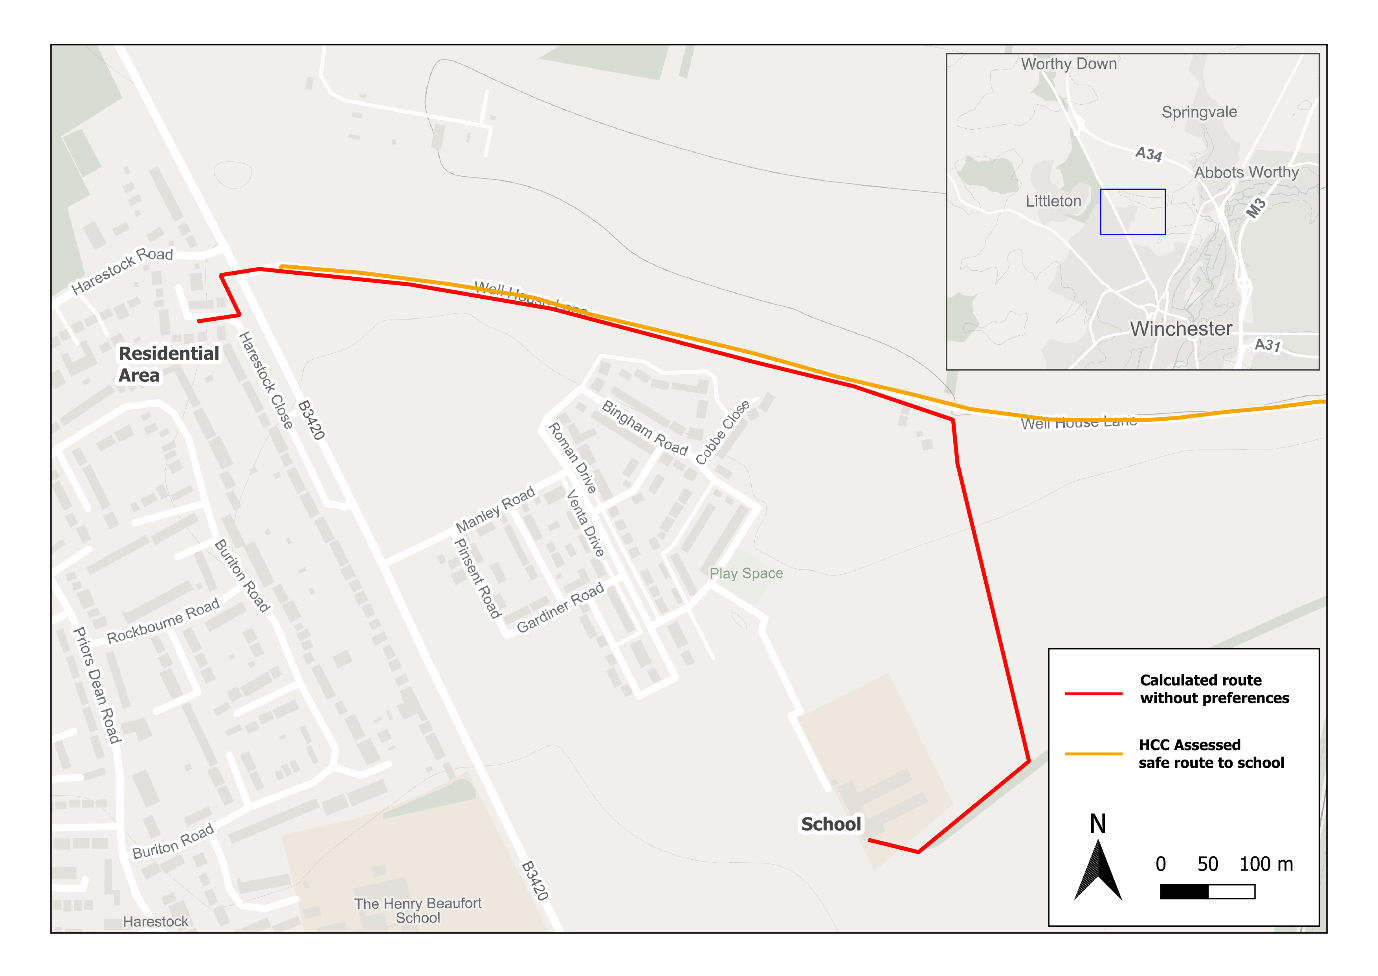 Worthy Down
Springvale
A34
Abbots Worthy
Littleton
M3
Winchester
A31
Harestock Road
Well House Lane
Residential
Area
Harestock Close
B3420
Bingham Road
Cobbe Close
Roman Drive
Well House Lane
Manley Road
Venta Drive
Pinsent Road
Buriton Road
Play Space
Gardiner Road
Rockbourne Road
Priors Dean Road
Calculated route
without preferences
HCC Assessed
safe route to school
School
Buriton Road
N
0 50 100 m
B3420
The Henry Beaufort
School
Harestock